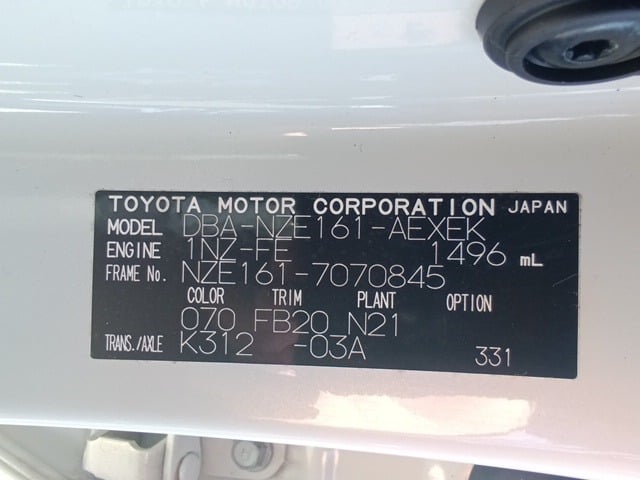 TOYOTA MOTOR CORPORATION JAPAN
MODEL DBA-NZE161-AEXEK
ENGINE 1NZ-FE 1496 mL
FRAME No. NZE161-7070845
COLOR TRIM PLANT OPTION
070 FB20 N21
TRANS./AXLE K312 -03A 331